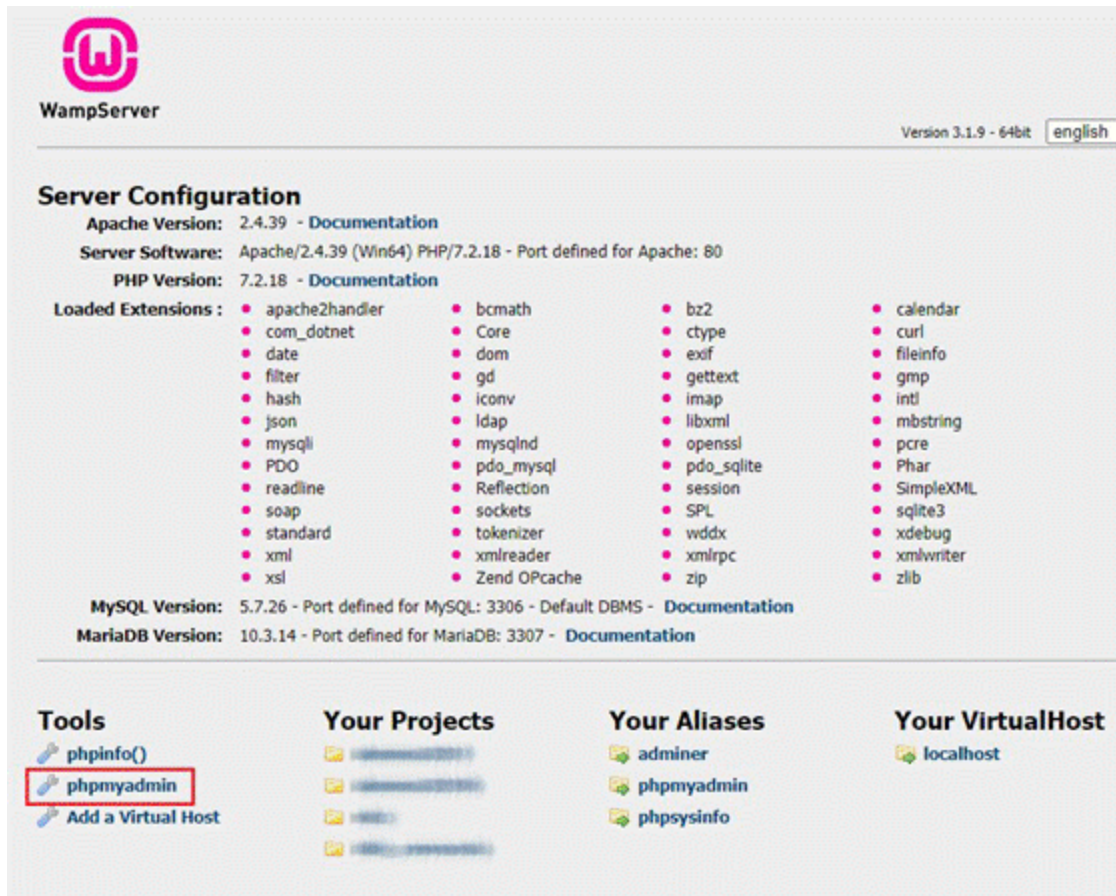 WampServer
Version 3.1.9 - 64bit english
Server Configuration
Apache Version: 2.4.39 - Documentation
Server Software: Apache/2.4.39 (Win64) PHP/7.2.18 - Port defined for Apache: 80
PHP Version: 7.2.18 - Documentation
Loaded Extensions : apache2handler bcmath bz2 calendar
com_dotnet Core ctype curl
date dom exif fileinfo
filter gd gettext gmp
hash iconv imap intl
json ldap libxml mbstring
mysqli mysqlnd openssl pcre
PDO pdo_mysql pdo_sqlite Phar
readline Reflection session SimpleXML
soap sockets SPL sqlite3
standard tokenizer wddx xdebug
xml xmlreader xmlrpc xmlwriter
xsl Zend OPcache zip zlib
MySQL Version: 5.7.26 - Port defined for MySQL: 3306 - Default DBMS - Documentation
MariaDB Version: 10.3.14 - Port defined for MariaDB: 3307 - Documentation
Tools Your Projects Your Aliases Your VirtualHost
phpinfo() adminer localhost
phpmyadmin phpmyadmin
Add a Virtual Host phpsysinfo